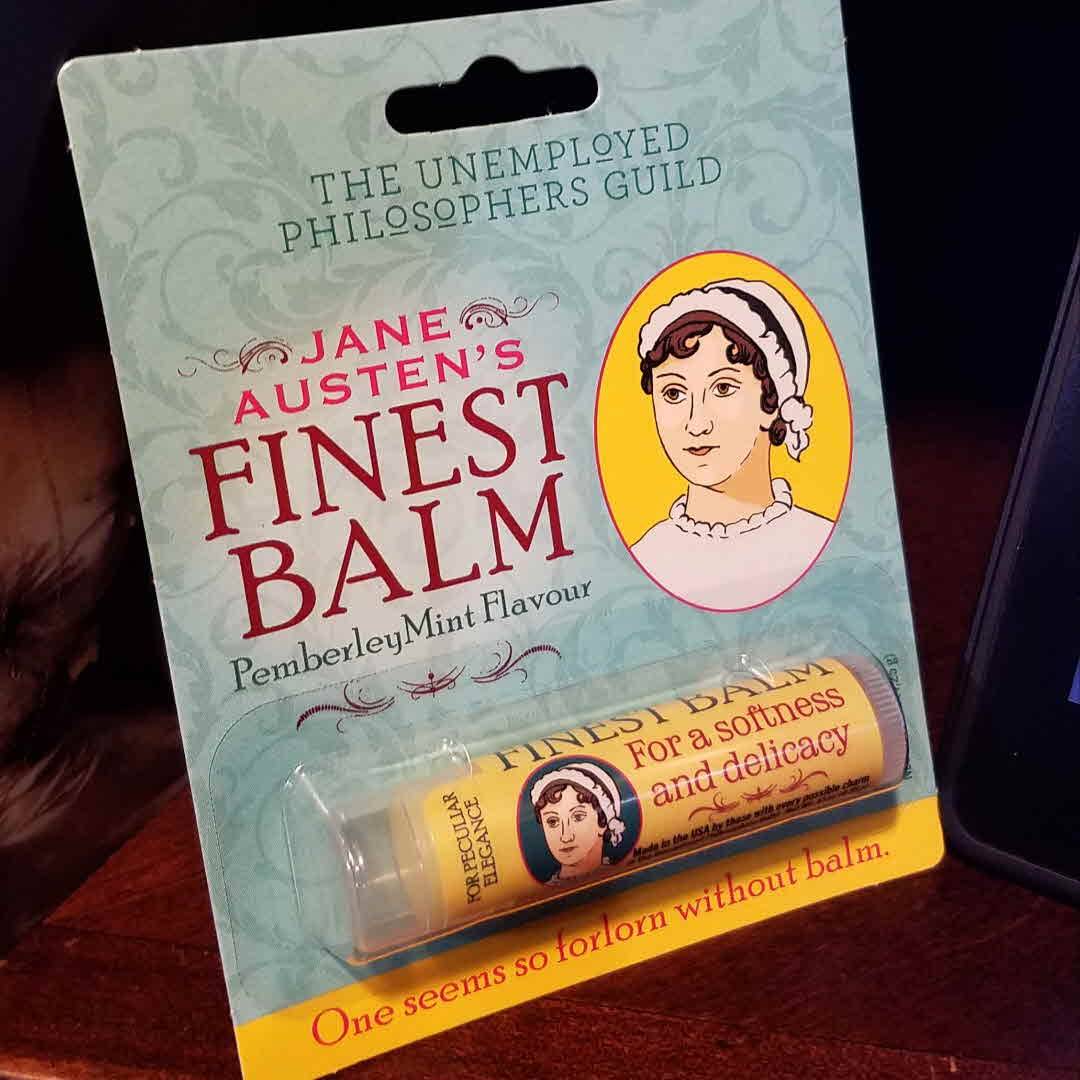 THE UNEMPLOYED
PHILOSOPHERS GUILD
JANE
AUSTEN'S
FINEST
BALM
PemberleyMint Flavour
FINEST BALM
For a softness
and delicacy
FOR PECULIAR
ELEGANCE
Made in the USA by those with every possible charm
One seems so forlorn without balm.